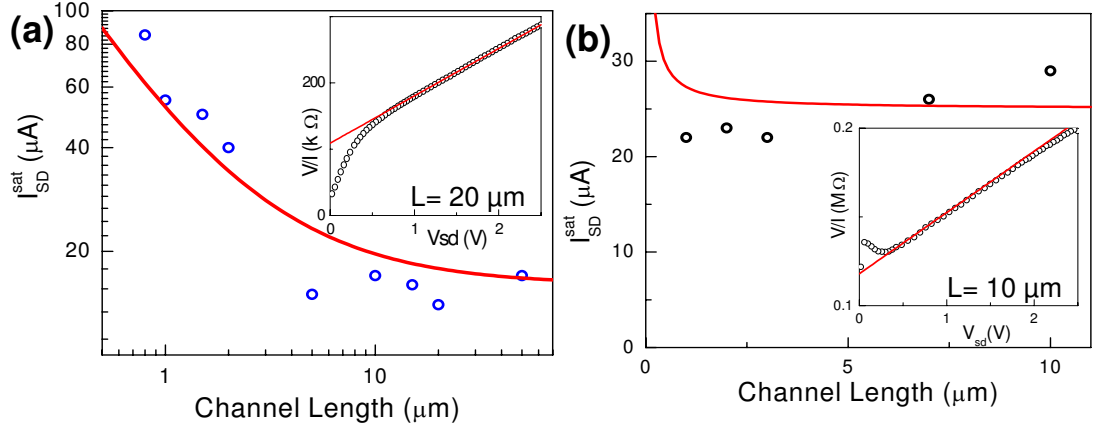 (a)
100
80
60
40
20
I_SD^sat (μA)
1
10
Channel Length (μm)
200
0
V/I (k Ω)
1
2
Vsd (V)
L= 20 μm
(b)
30
20
10
0
I_SD^sat (μA)
0
5
10
Channel Length (μm)
0.2
0.1
V/I (MΩ)
0
1
2
V_sd(V)
L= 10 μm